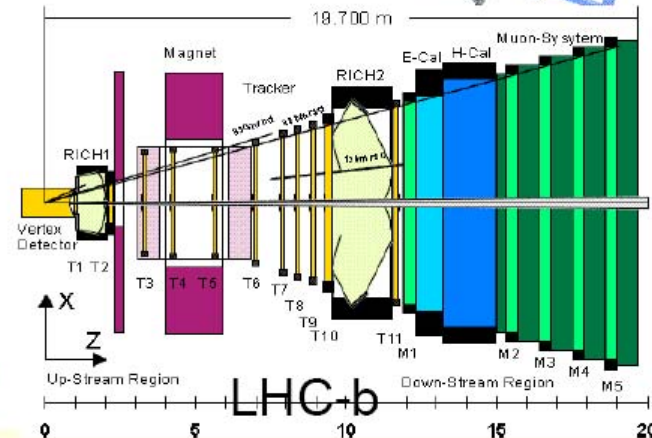 19.700 m
Muon-Sy system
Magnet
E-Cal H-Cal
Tracker
RICH2
RICH1
Vertex
Detector
T1 T2
T3 T4 T5 T6 T7
T8
T9
T10
T11
M1
M2
M3
M4
M5
X
Z
Up-Stream Region
Down-Stream Region
LHC-b
0 5 10 15 20